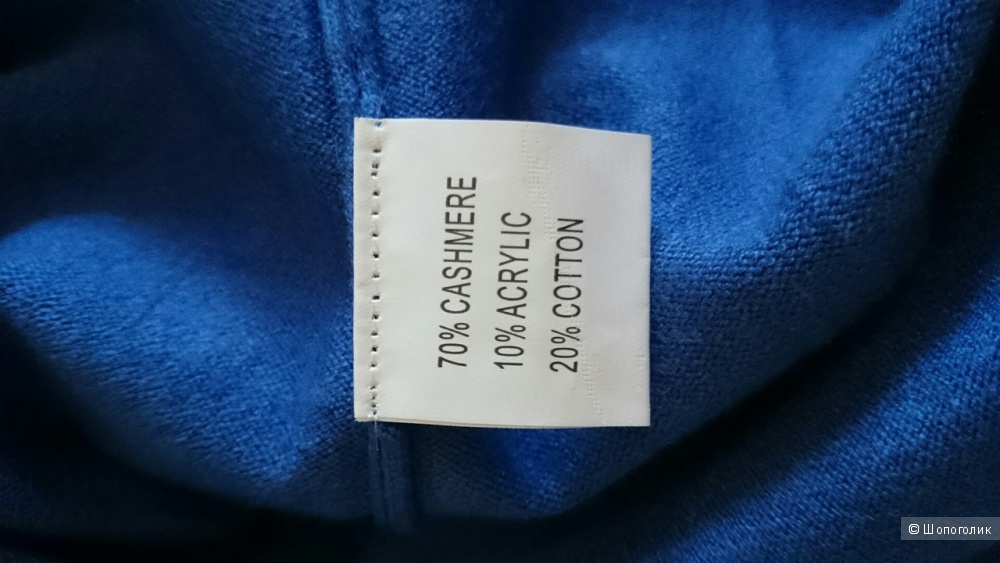 70% CASHMERE
10% ACRYLIC
20% COTTON
© Шопоголик